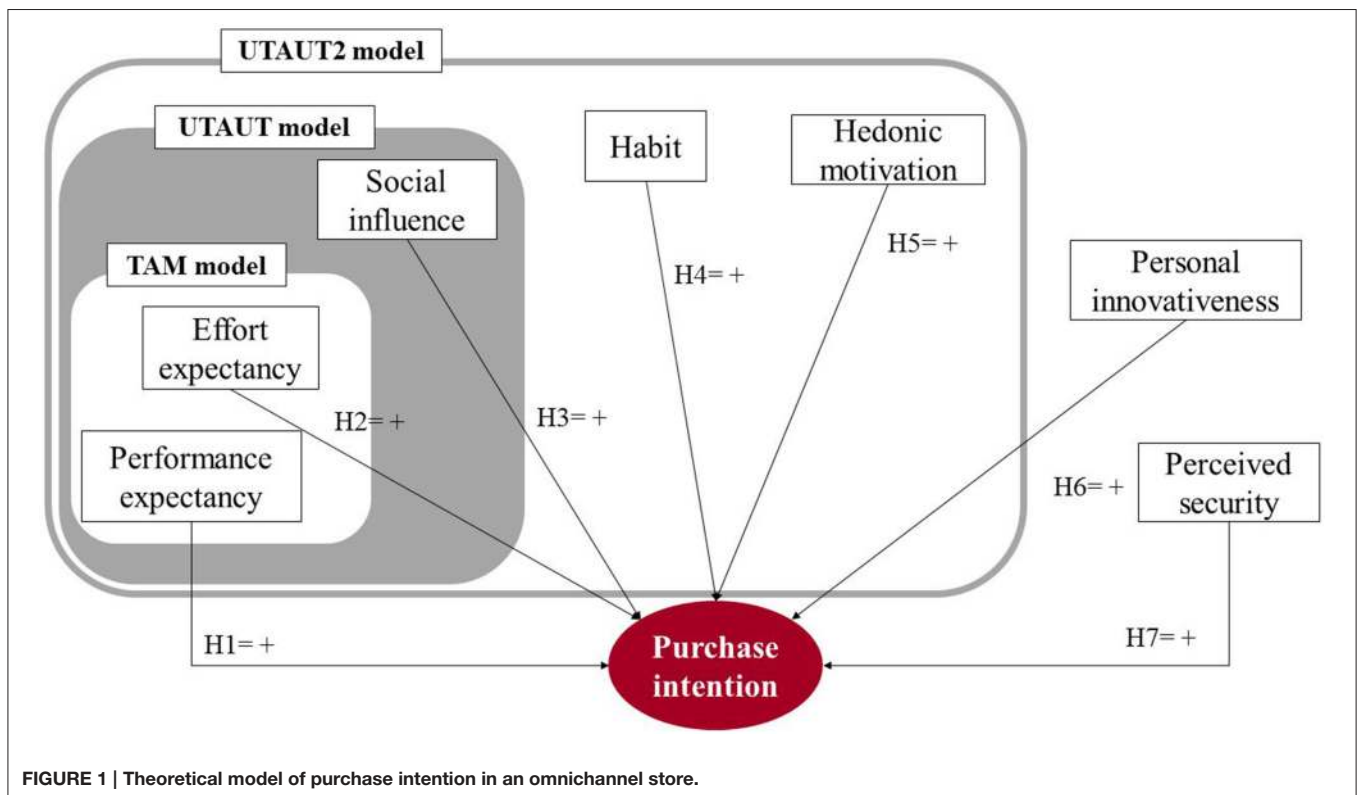 UTAUT2 model
UTAUT model
Social
influence
Habit
Hedonic
motivation
TAM model
Effort
expectancy
Performance
expectancy
Personal
innovativeness
Perceived
security
H1= +
H2= +
H3= +
H4= +
H5= +
H6= +
H7= +
Purchase
intention
FIGURE 1 | Theoretical model of purchase intention in an omnichannel store.